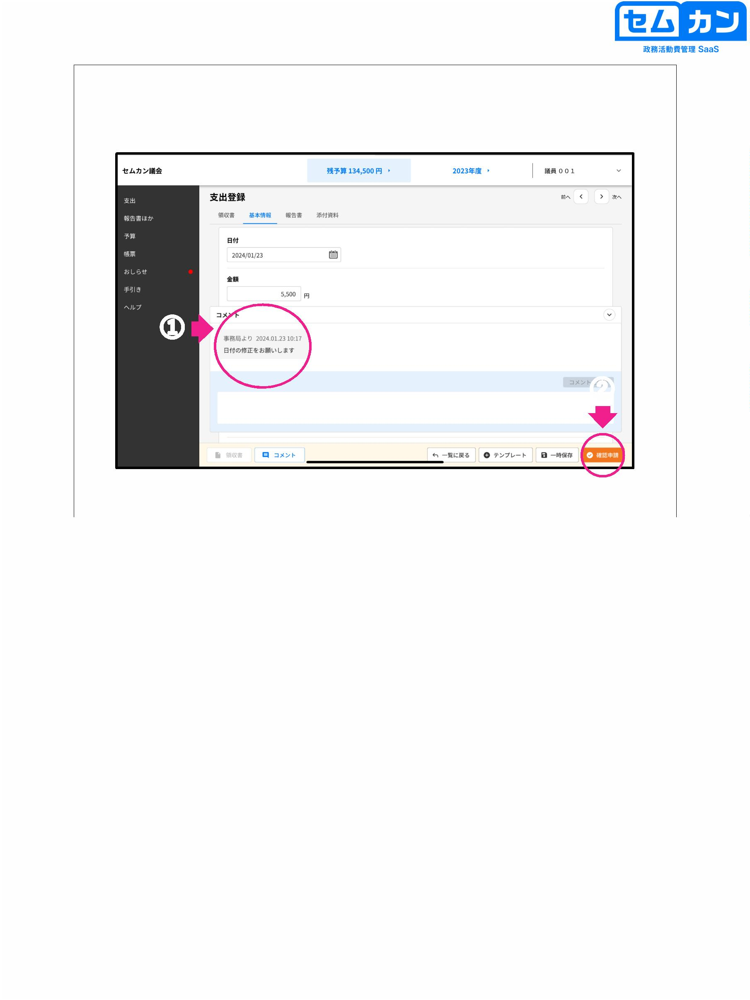 セムカン
政務活動費管理 SaaS
セムカン議会
残予算 134,500 円
2023年度
議員 ００１
支出
報告書ほか
予算
帳票
おしらせ
手引き
ヘルプ
支出登録
前へ
次へ
領収書 基本情報 報告書 添付資料
日付
2024/01/23
金額
5,500 円
コメント
①
事務局より 2024.01.23 10:17
日付の修正をお願いします
コメント
②
領収書
コメント
一覧に戻る
テンプレート
一時保存
確認申請